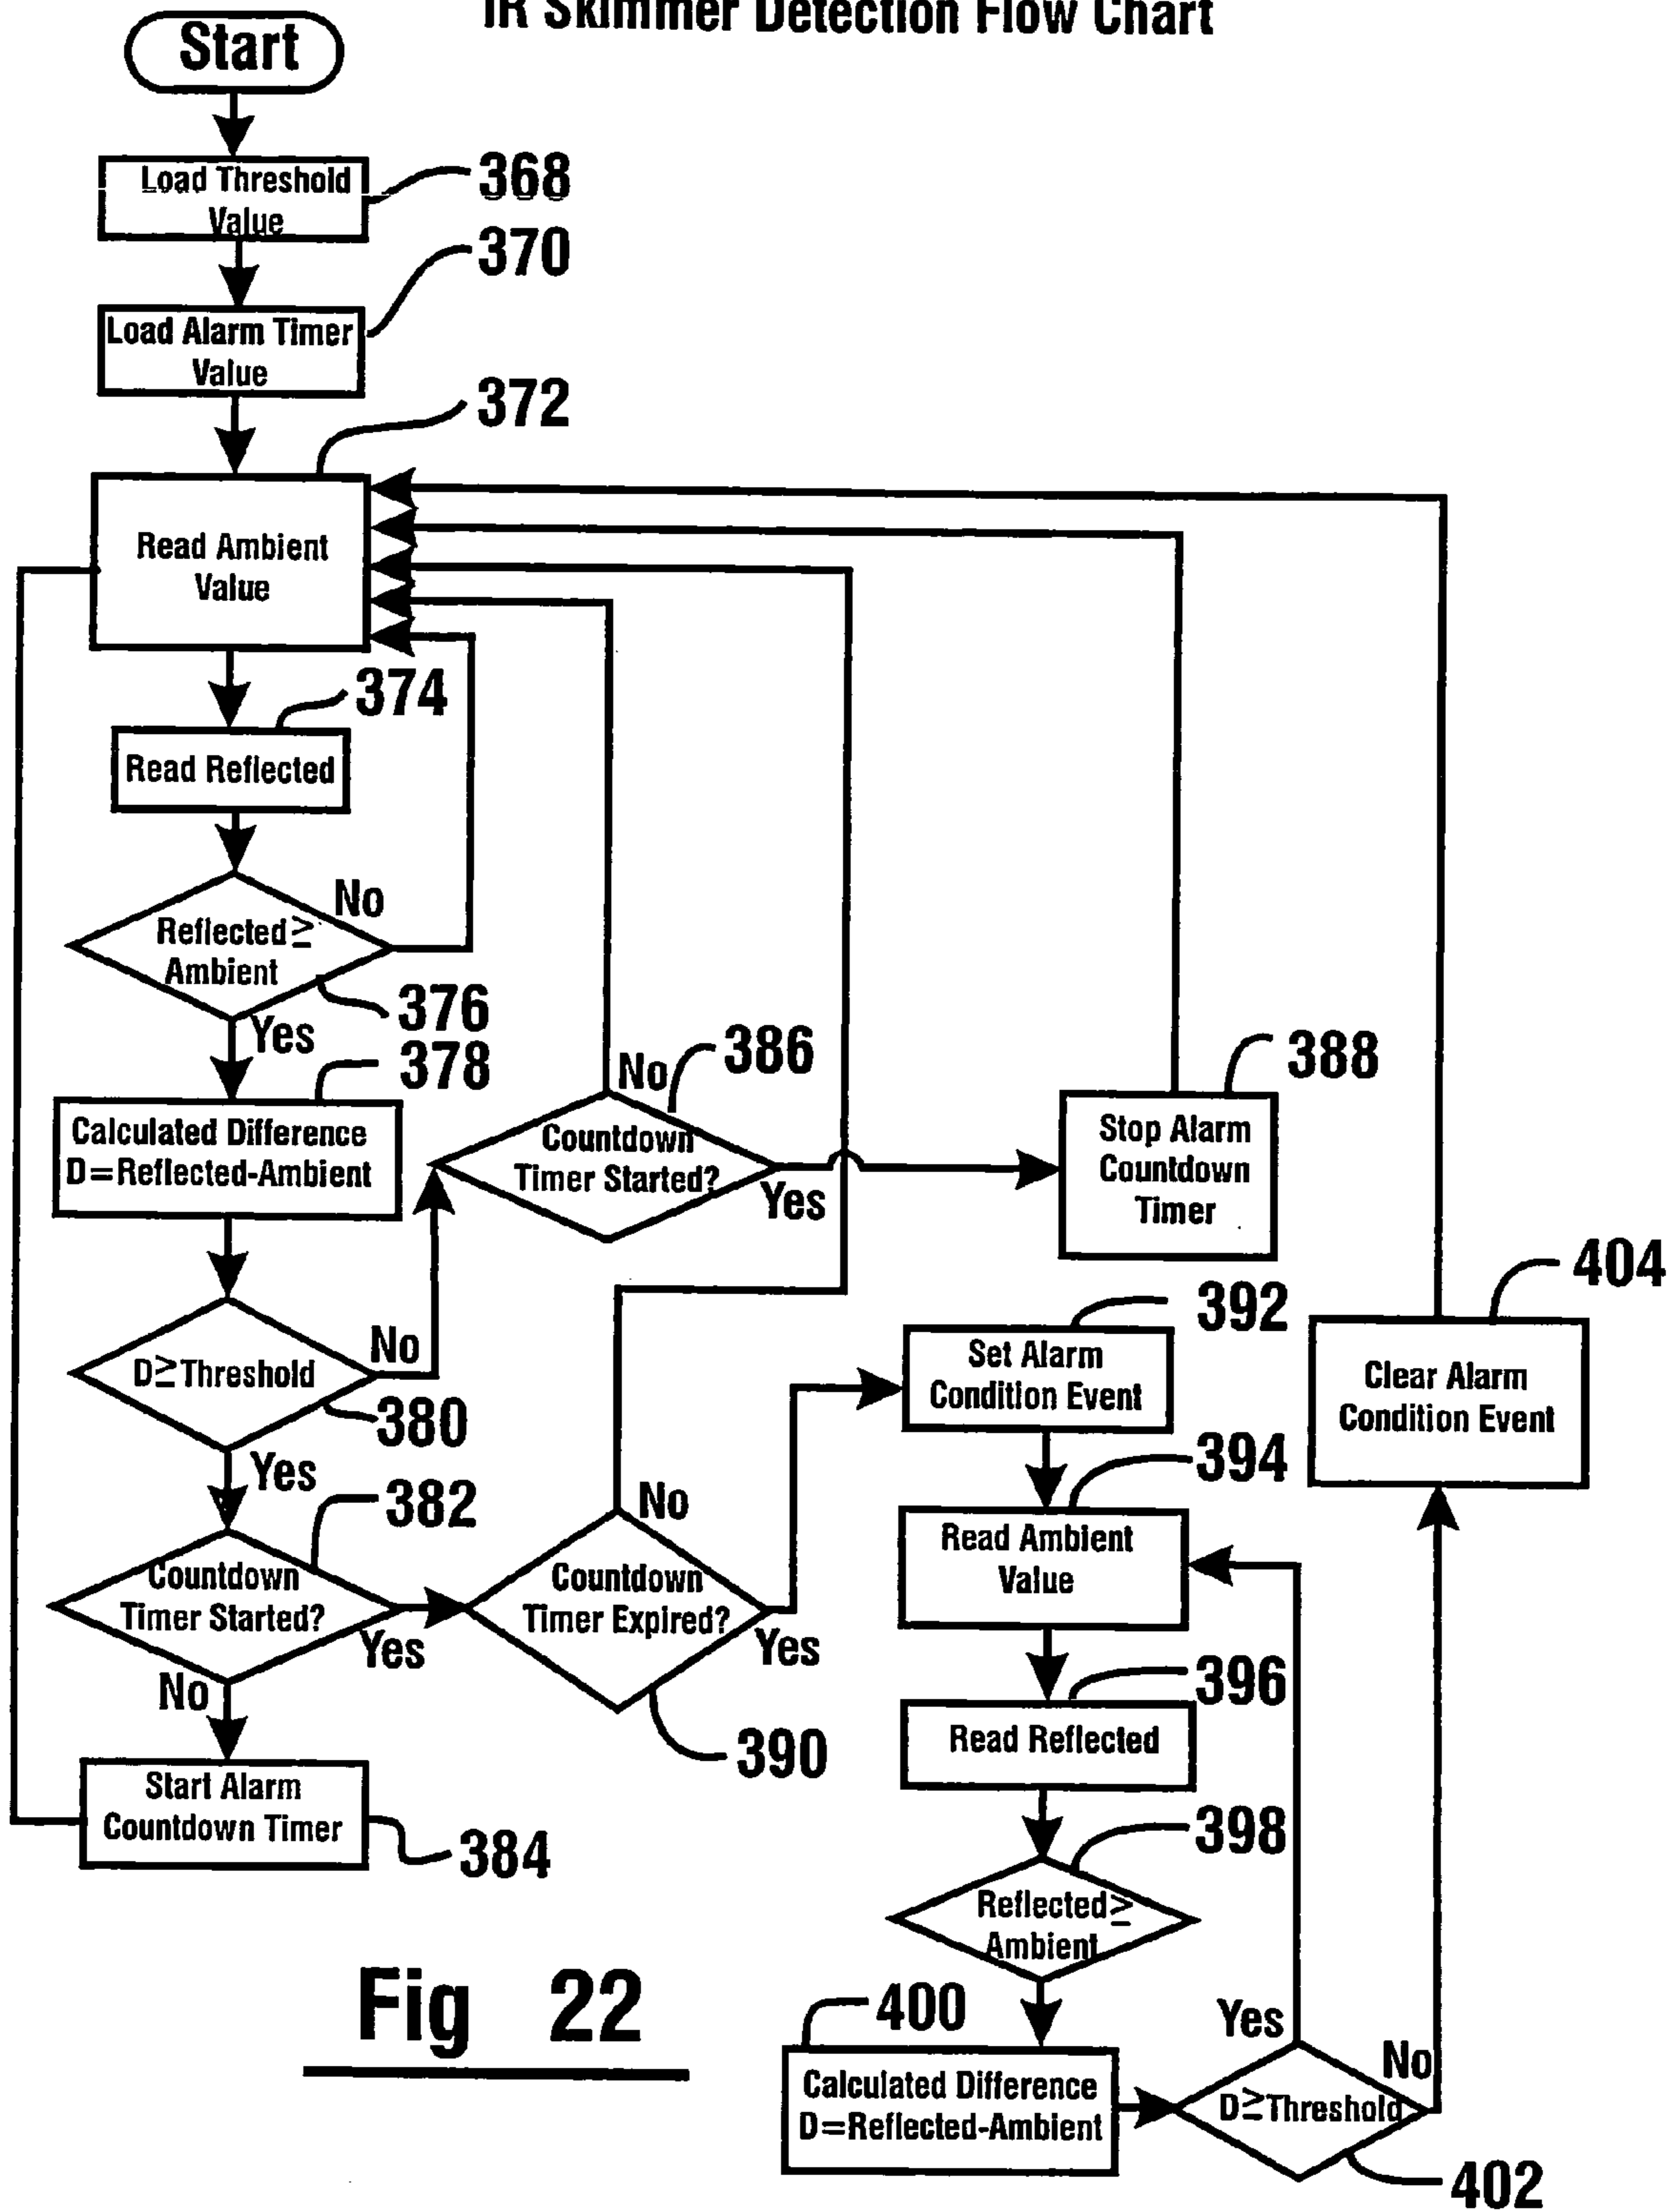 IR Skimmer Detection Flow Chart
Start
Load Threshold
Value
368
370
Load Alarm Timer
Value
372
Read Ambient
Value
374
Read Reflected
No
Reflected ≥
Ambient
376
Yes
378
Calculated Difference
D=Reflected-Ambient
386
No
Countdown
Timer Started?
Yes
388
Stop Alarm
Countdown
Timer
D≥Threshold
No
380
Yes
382
Countdown
Timer Started?
Yes
No
Start Alarm
Countdown Timer
384
No
Countdown
Timer Expired?
Yes
390
392
Set Alarm
Condition Event
404
Clear Alarm
Condition Event
394
Read Ambient
Value
396
Read Reflected
398
Reflected ≥
Ambient
400
Calculated Difference
D=Reflected-Ambient
Yes
No
D≥Threshold
402
Fig 22